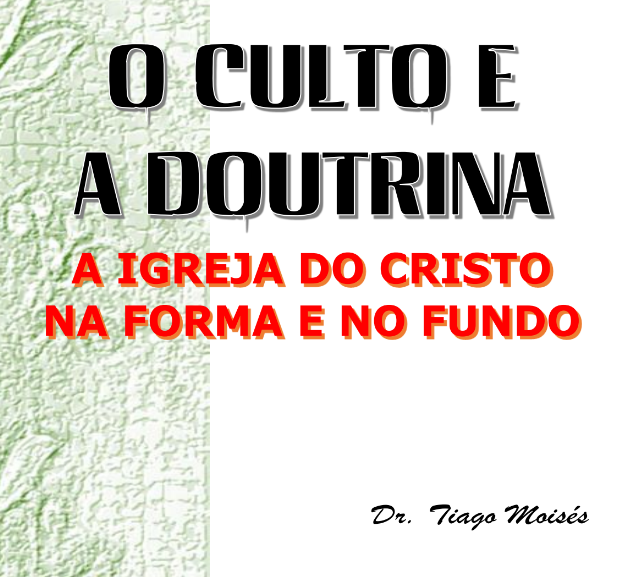 O CULTO E
A DOUTRINA
A IGREJA DO CRISTO
NA FORMA E NO FUNDO
Dr. Tiago Moisés